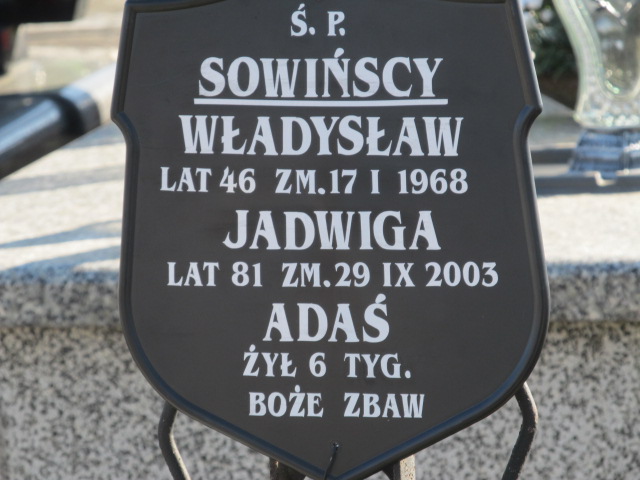 Ś. P.
SOWIŃSCY
WŁADYSŁAW
LAT 46 ZM.17 I 1968
JADWIGA
LAT 81 ZM.29 IX 2003
ADAŚ
ŻYŁ 6 TYG.
BOŻE ZBAW